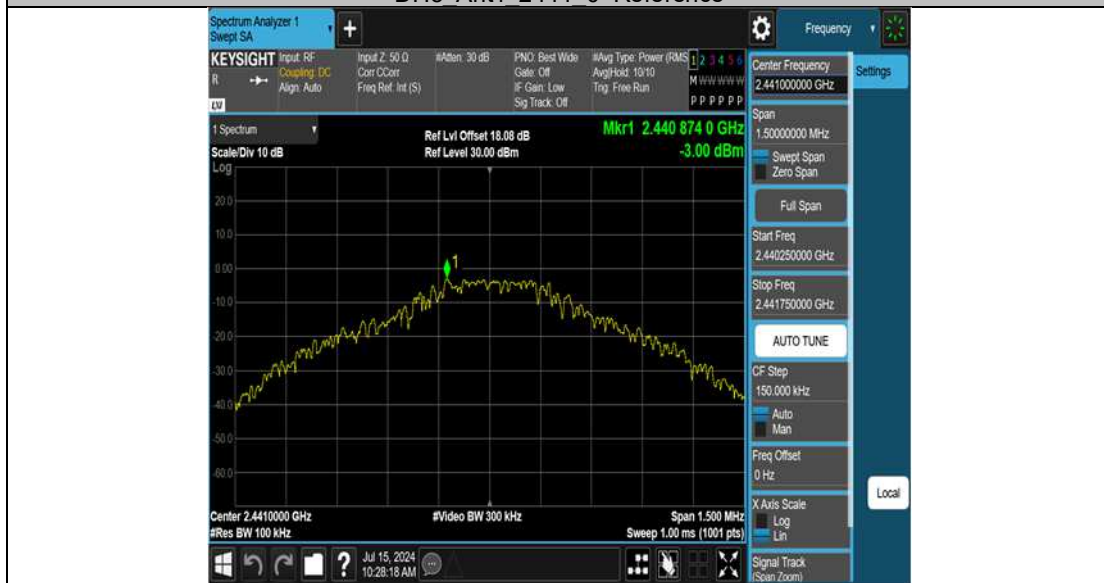 Spectrum Analyzer 1
Swept SA
+
Frequency
KEYSIGHT
R
Input: RF
Coupling: DC
Align: Auto
Input Z: 50 Ω
Corr CCorr
Freq Ref: Int (S)
#Atten: 30 dB
PNO: Best Wide
Gate: Off
IF Gain: Low
Sig Track: Off
#Avg Type: Power (RMS
Avg|Hold: 10/10
Trig: Free Run
1 2 3 4 5 6
M W W W W W
P P P P P P
1 Spectrum
Scale/Div 10 dB
Log
Ref Lvl Offset 18.08 dB
Ref Level 30.00 dBm
Mkr1 2.440 874 0 GHz
-3.00 dBm
20.0
10.0
0.00
-10.0
-20.0
-30.0
-40.0
-50.0
-60.0
1
Center 2.4410000 GHz
#Res BW 100 kHz
#Video BW 300 kHz
Span 1.500 MHz
Sweep 1.00 ms (1001 pts)
Center Frequency
2.441000000 GHz
Settings
Span
1.50000000 MHz
Swept Span
Zero Span
Full Span
Start Freq
2.440250000 GHz
Stop Freq
2.441750000 GHz
AUTO TUNE
CF Step
150.000 kHz
Auto
Man
Freq Offset
0 Hz
X Axis Scale
Log
Lin
Local
Signal Track
(Span Zoom)
?
Jul 15, 2024
10:28:18 AM